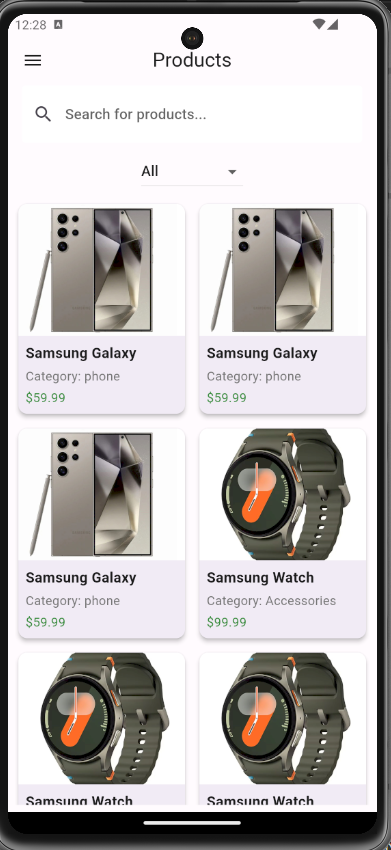 12:28
Products
Search for products...
All
Samsung Galaxy
Category: phone
$59.99
Samsung Galaxy
Category: phone
$59.99
Samsung Galaxy
Category: phone
$59.99
Samsung Watch
Category: Accessories
$99.99
Samsung Watch
Samsung Watch